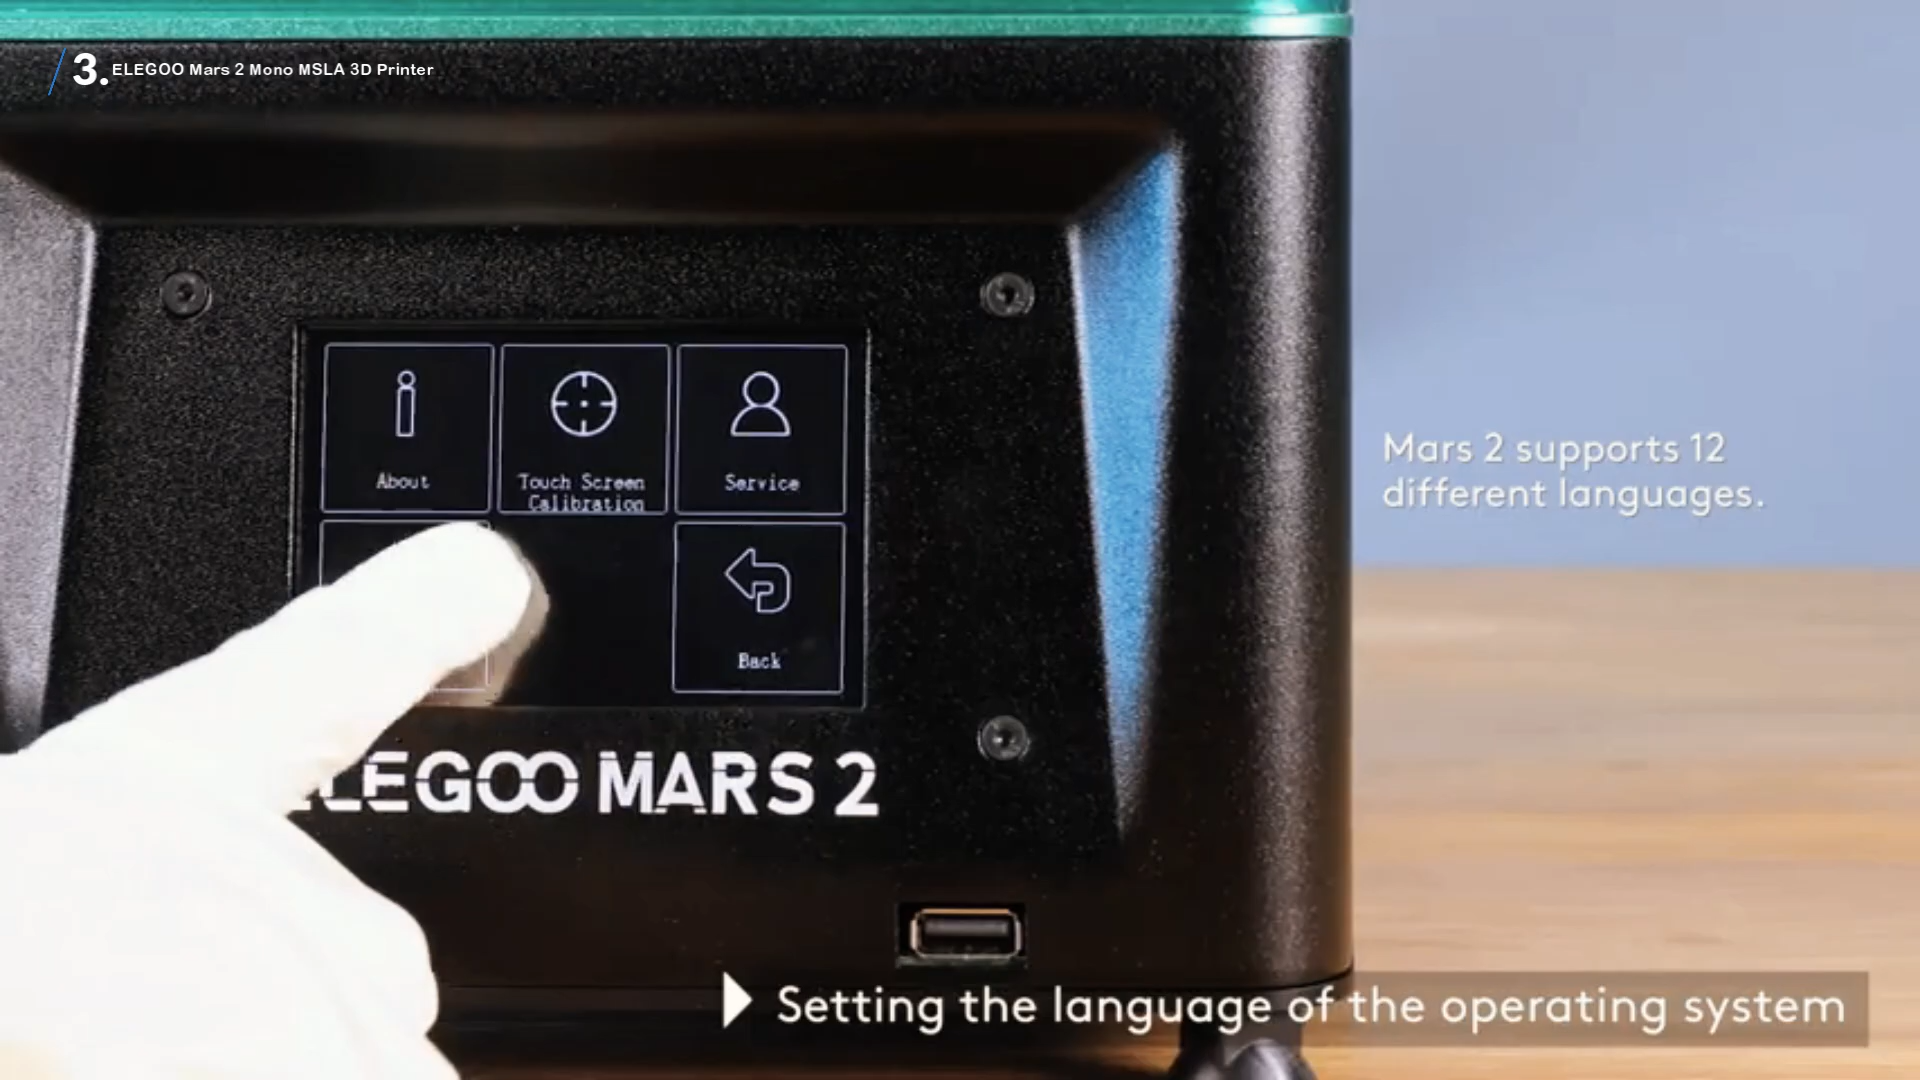 3. ELEGOO Mars 2 Mono MSLA 3D Printer
About
Touch Screen
Calibration
Service
Back
Mars 2 supports 12
different languages.
ELEGOO MARS 2
Setting the language of the operating system